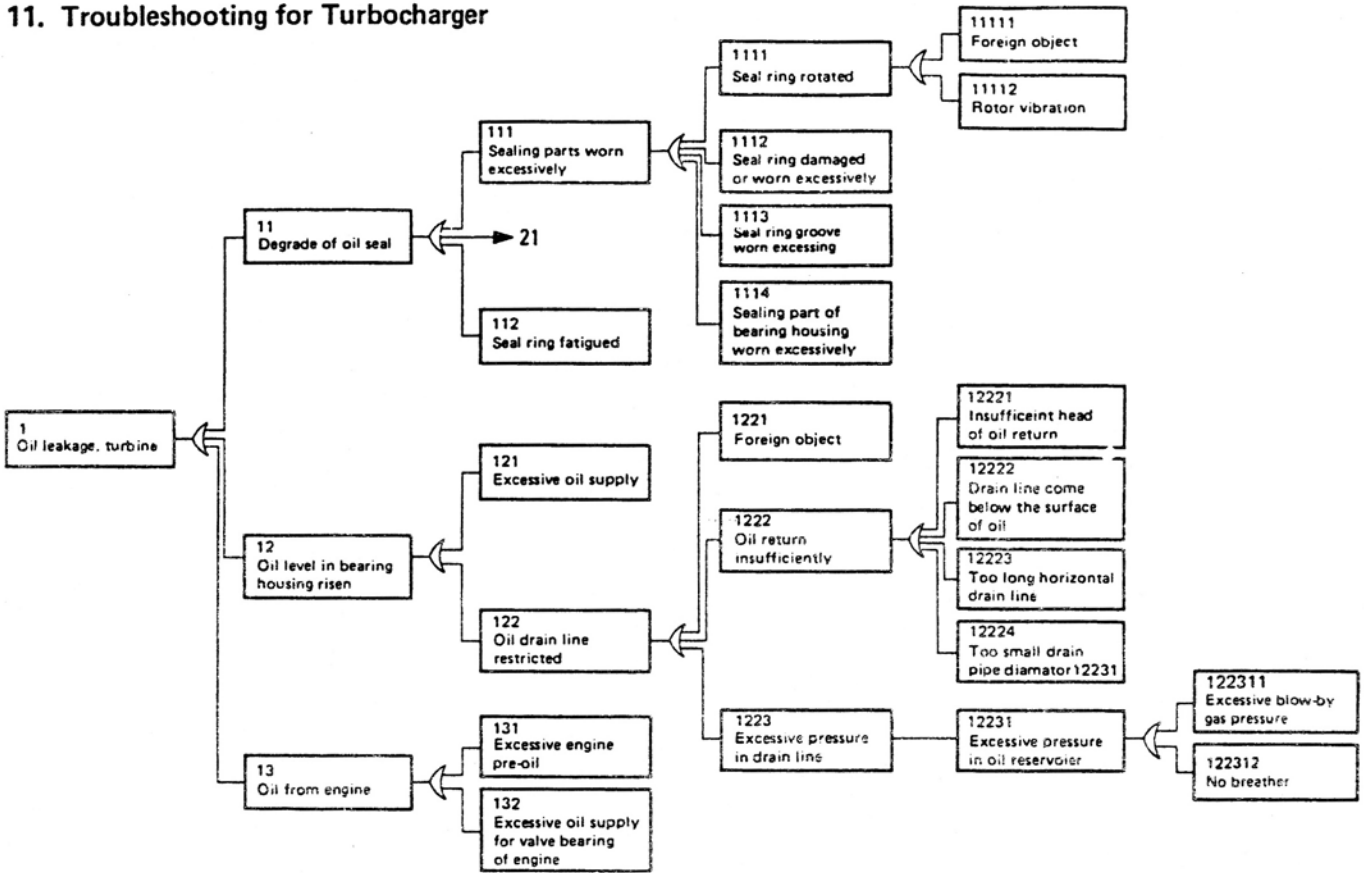 11. Troubleshooting for Turbocharger
1
Oil leakage, turbine
11
Degrade of oil seal
111
Sealing parts worn
excessively
1111
Seal ring rotated
11111
Foreign object
11112
Rotor vibration
1112
Seal ring damaged
or worn excessively
1113
Seal ring groove
worn excessing
1114
Sealing part of
bearing housing
worn excessively
21
112
Seal ring fatigued
12
Oil level in bearing
housing risen
121
Excessive oil supply
122
Oil drain line
restricted
1221
Foreign object
1222
Oil return
insufficiently
12221
Insufficeint head
of oil return
12222
Drain line come
below the surface
of oil
12223
Too long horizontal
drain line
12224
Too small drain
pipe diamator 12231
1223
Excessive pressure
in drain line
12231
Excessive pressure
in oil reservoier
122311
Excessive blow-by
gas pressure
122312
No breather
13
Oil from engine
131
Excessive engine
pre-oil
132
Excessive oil supply
for valve bearing
of engine